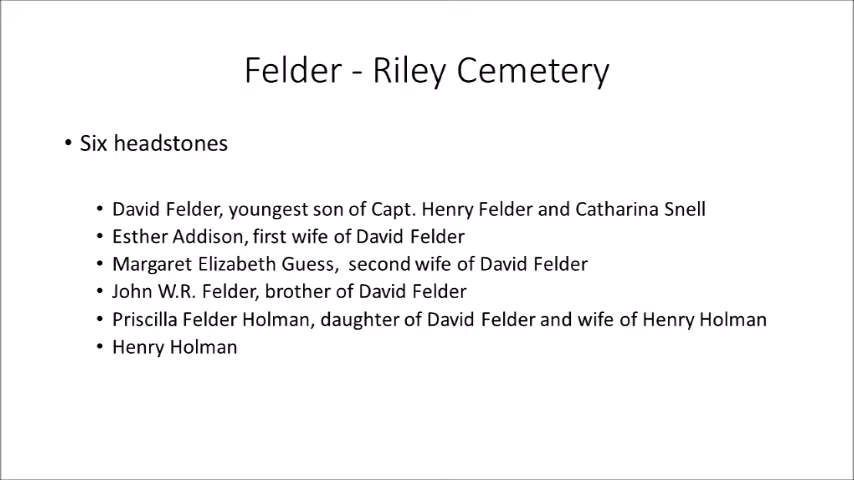 Felder - Riley Cemetery
• Six headstones
• David Felder, youngest son of Capt. Henry Felder and Catharina Snell
• Esther Addison, first wife of David Felder
• Margaret Elizabeth Guess,  second wife of David Felder
• John W.R. Felder, brother of David Felder
• Priscilla Felder Holman, daughter of David Felder and wife of Henry Holman
• Henry Holman